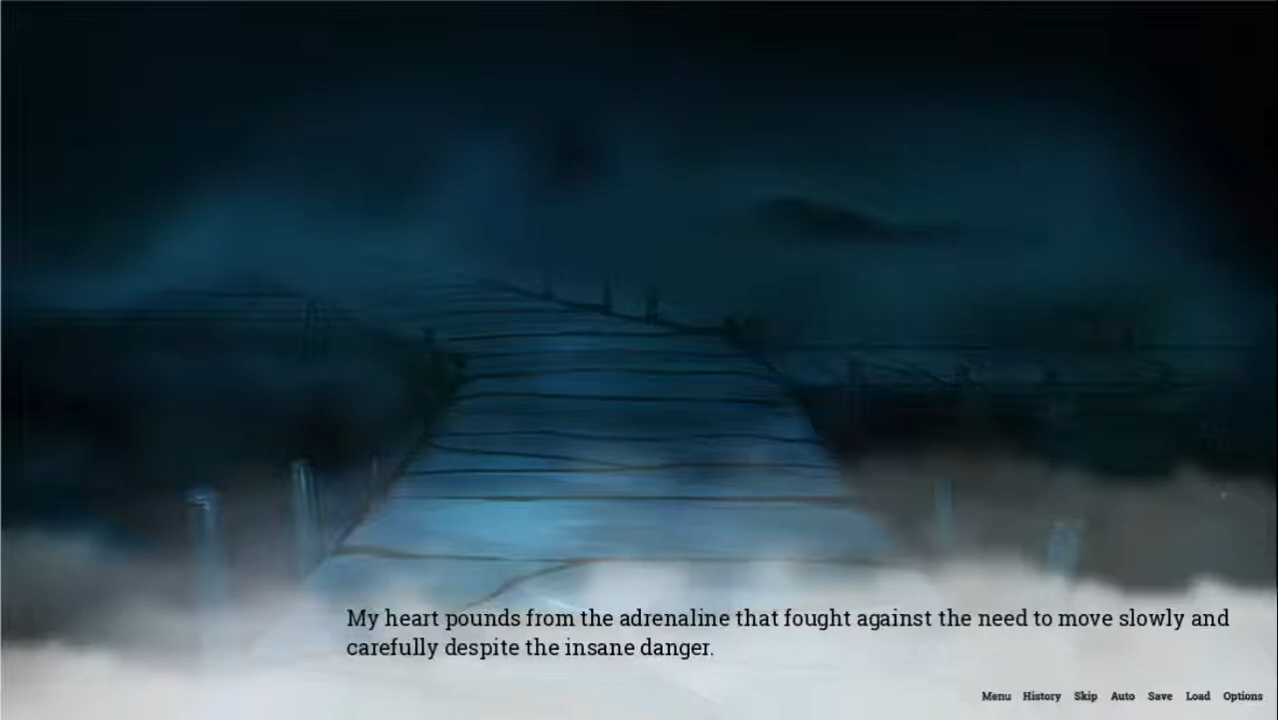 My heart pounds from the adrenaline that fought against the need to move slowly and
carefully despite the insane danger.
Menu History Skip Auto Save Load Options